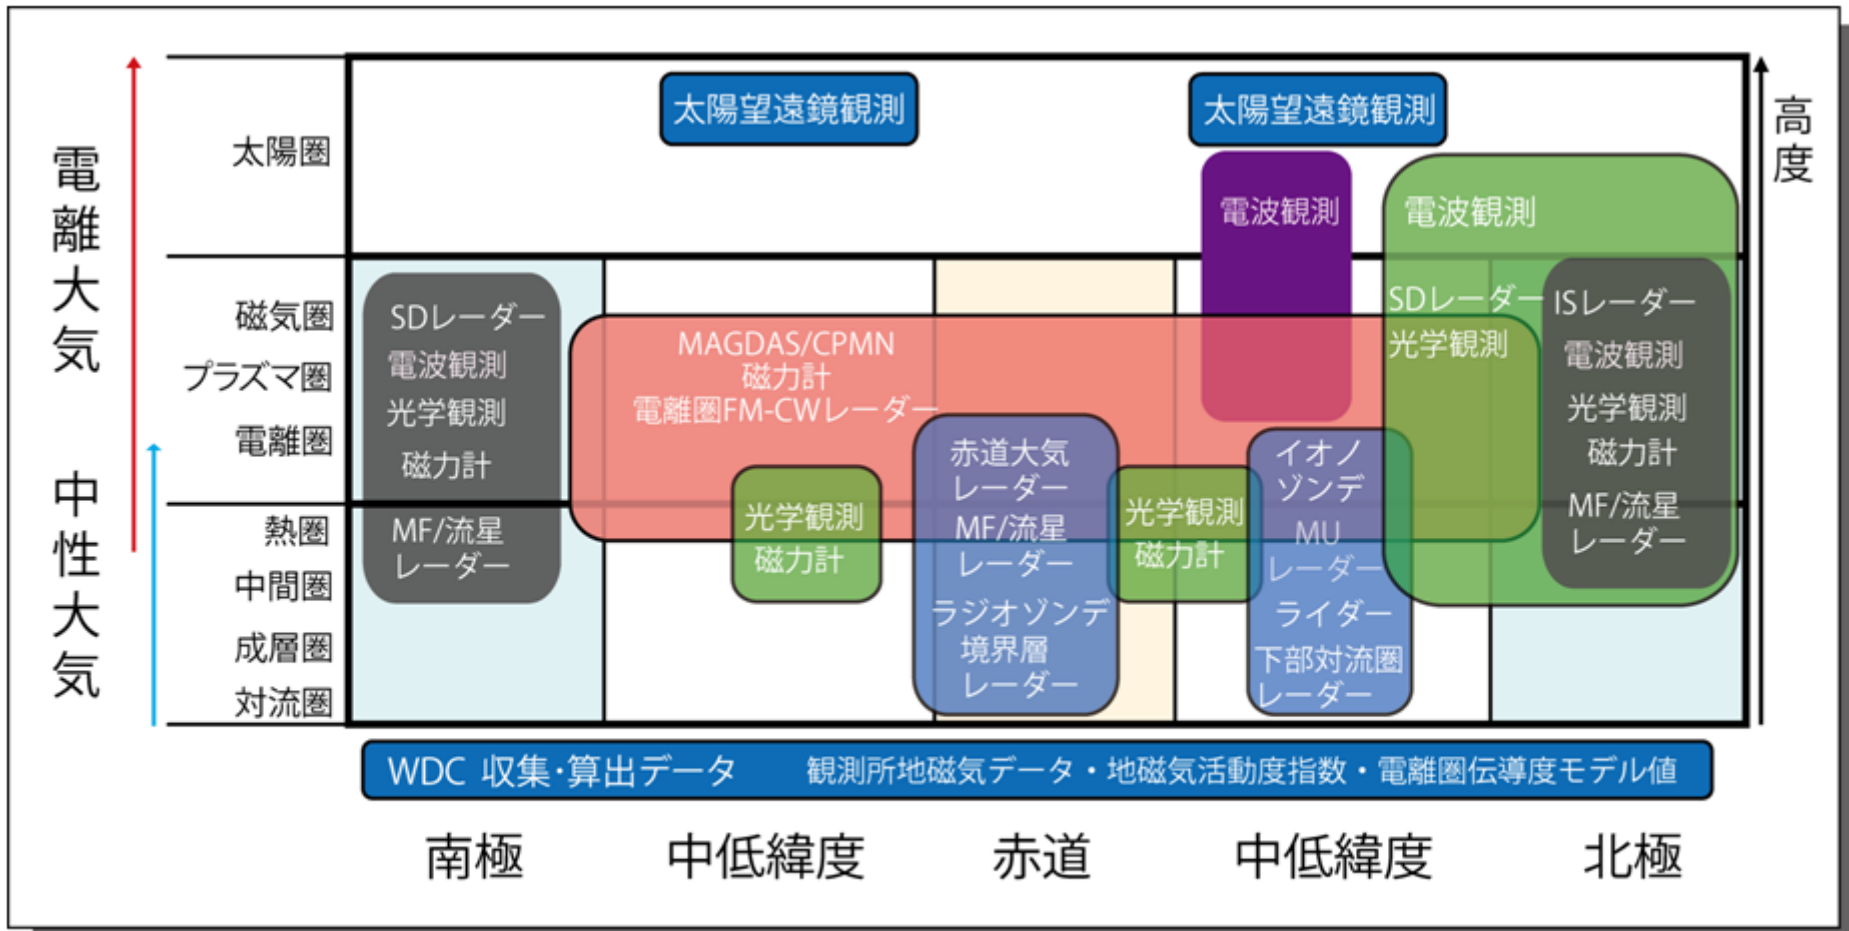 電離大気
中性大気
太陽圏
磁気圏
プラズマ圏
電離圏
熱圏
中間圏
成層圏
対流圏
高度
太陽望遠鏡観測
太陽望遠鏡観測
電波観測
電波観測
SDレーダー
電波観測
光学観測
磁力計
MF/流星
レーダー
MAGDAS/CPMN
磁力計
電離圏FM-CWレーダー
光学観測
磁力計
赤道大気
レーダー
MF/流星
レーダー
ラジオゾンデ
境界層
レーダー
光学観測
磁力計
イオノ
ゾンデ
MU
レーダー
ライダー
下部対流圏
レーダー
SDレーダー
光学観測
ISレーダー
電波観測
光学観測
磁力計
MF/流星
レーダー
WDC 収集・算出データ 観測所地磁気データ・地磁気活動度指数・電離圏伝導度モデル値
南極
中低緯度
赤道
中低緯度
北極